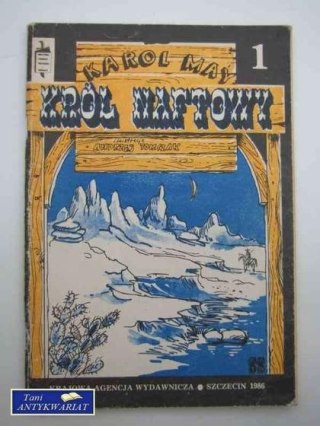 KAROL MAY
1
KRÓL NAFTOWY
KRAJOWA AGENCJA WYDAWNICZA ● SZCZECIN 1986
Tani
ANTYKWARIAT